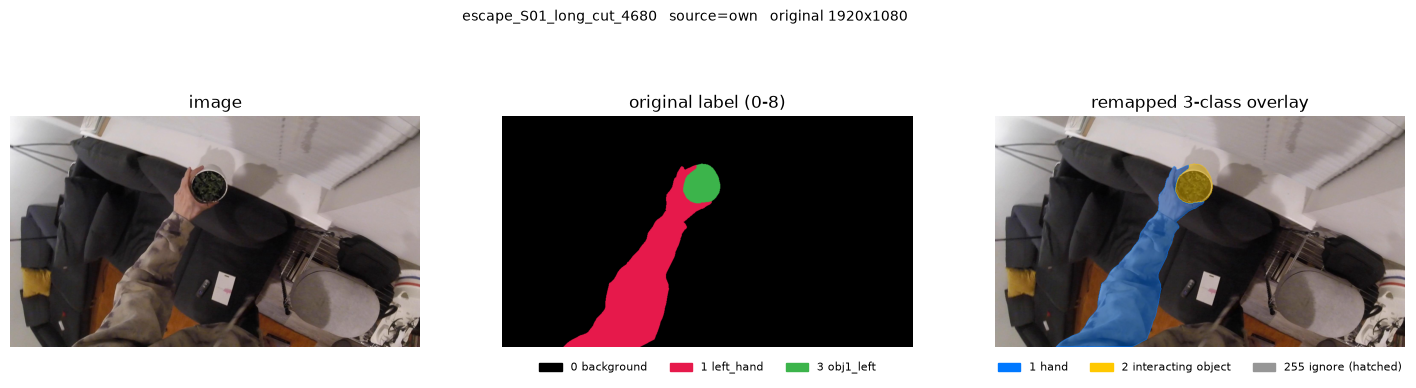 escape_S01_long_cut_4680   source=own   original 1920x1080
image
original label (0-8)
remapped 3-class overlay
0 background
1 left_hand
3 obj1_left
1 hand
2 interacting object
255 ignore (hatched)